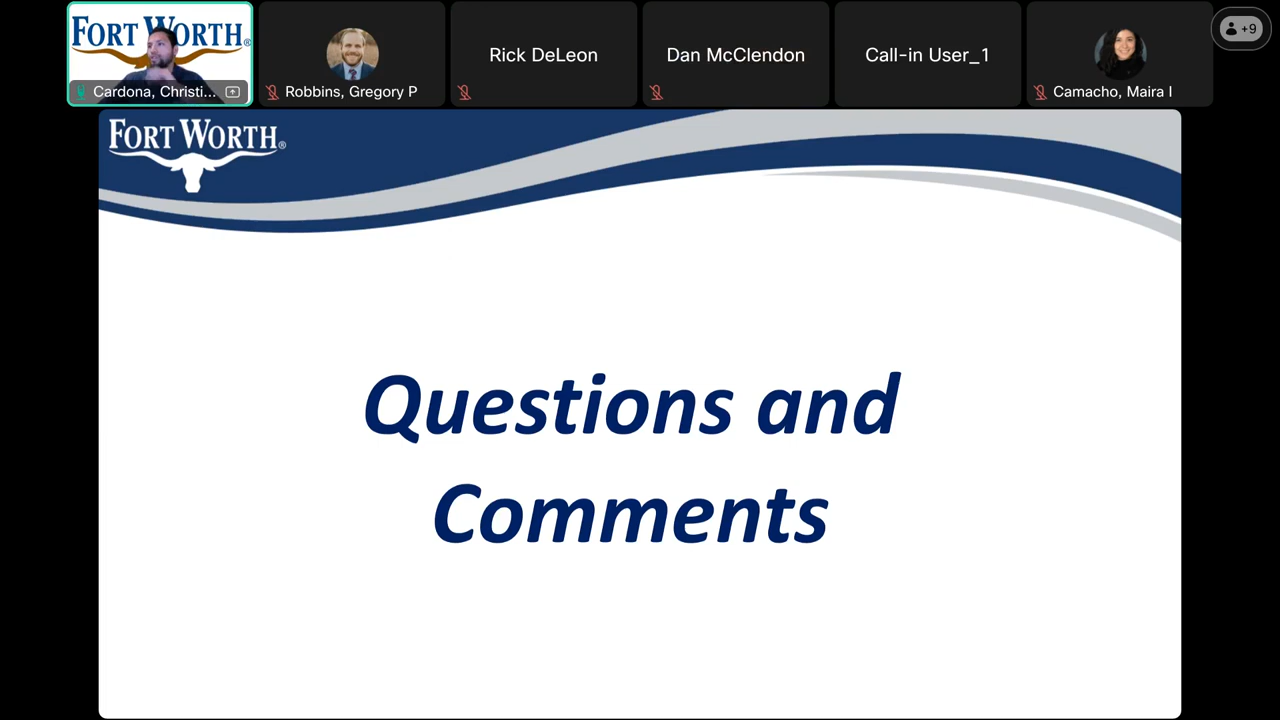 FORT WORTH®
Cardona, Christi...
Robbins, Gregory P
Rick DeLeon
Dan McClendon
Call-in User_1
Camacho, Maira I
+9
FORT WORTH®
Questions and
Comments